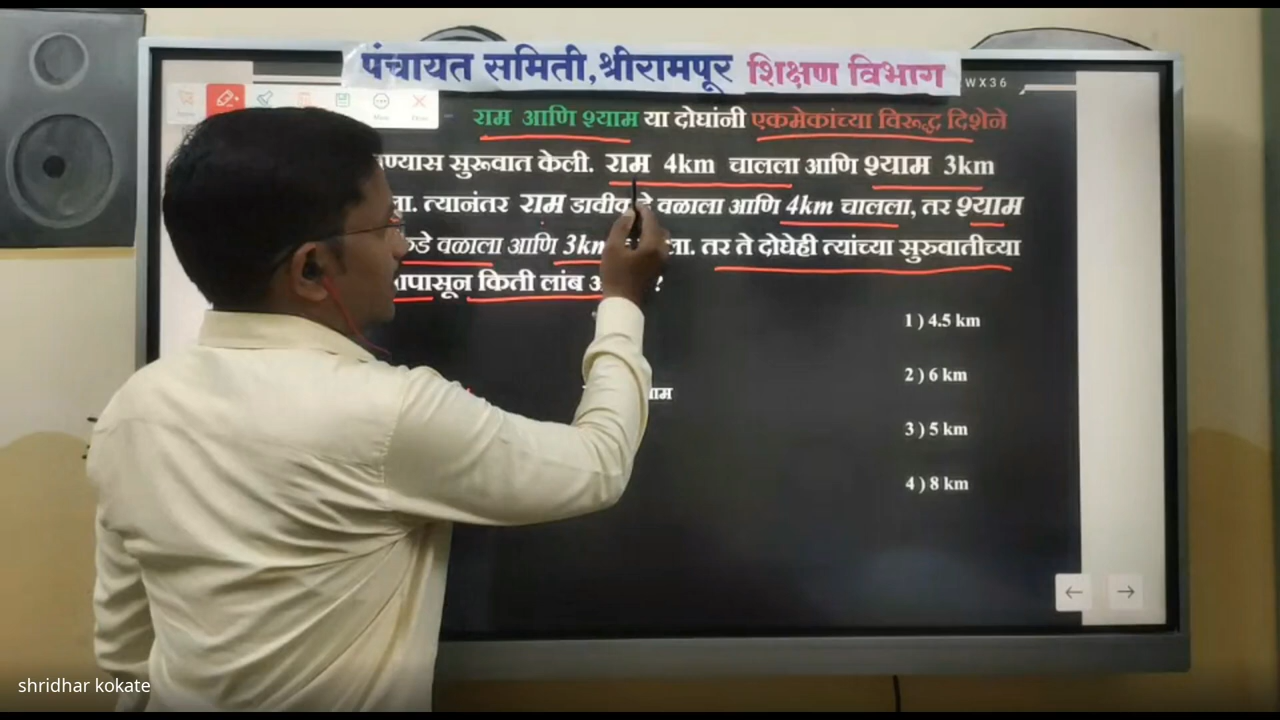 पंचायत समिती,श्रीरामपूर शिक्षण विभाग
WX36
राम आणि श्याम या दोघांनी एकमेकांच्या विरूद्ध दिशेने
सुरूवात केली. राम 4km चालला आणि श्याम 3km
त्यानंतर राम डावीकडे वळाला आणि 4km चालला, तर श्याम
वळाला आणि 3km तर ते दोघेही त्यांच्या सुरुवातीच्या
किती लांब ?
1 ) 4.5 km
2 ) 6 km
3 ) 5 km
4 ) 8 km
shridhar kokate